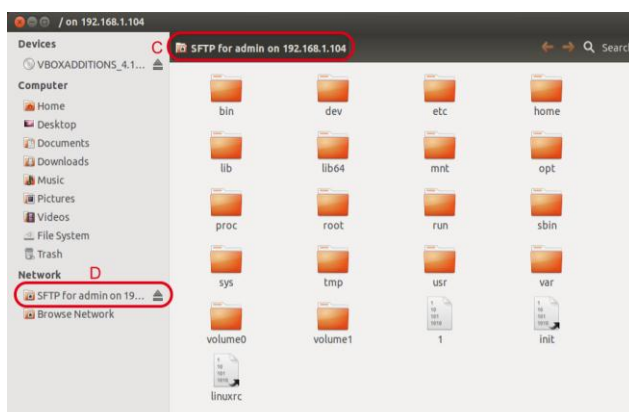 / on 192.168.1.104
Devices
VBOXADDITIONS_4.1...
Computer
Home
Desktop
Documents
Downloads
Music
Pictures
Videos
File System
Trash
Network
D
SFTP for admin on 19...
Browse Network
C
SFTP for admin on 192.168.1.104
Search
bin dev etc home
lib lib64 mnt opt
proc root run sbin
sys tmp usr var
volume0 volume1 1 init
linuxrc